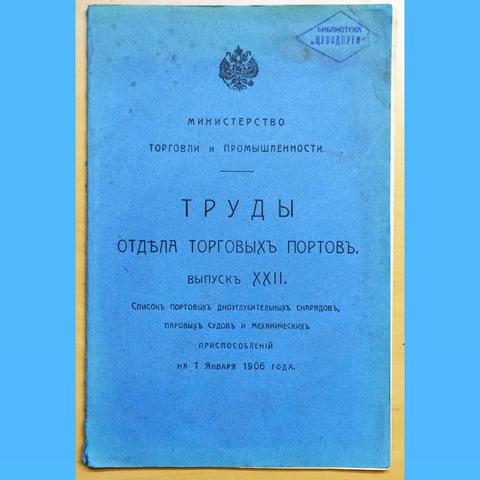 БИБЛИОТЕКА
"ЦУВОДПУТИ"
МИНИСТЕРСТВО
ТОРГОВЛИ и ПРОМЫШЛЕННОСТИ.
ТРУДЫ
ОТДѢЛА ТОРГОВЫХЪ ПОРТОВЪ.
ВЫПУСКЪ XXII.
СПИСОКЪ ПОРТОВЫХЪ ДНОУГЛУБИТЕЛЬНЫХЪ СНАРЯДОВЪ,
ПАРОВЫХЪ СУДОВЪ И МЕХАНИЧЕСКИХЪ
ПРИСПОСОБЛЕНІЙ
НА 1 ЯНВАРЯ 1906 ГОДА.